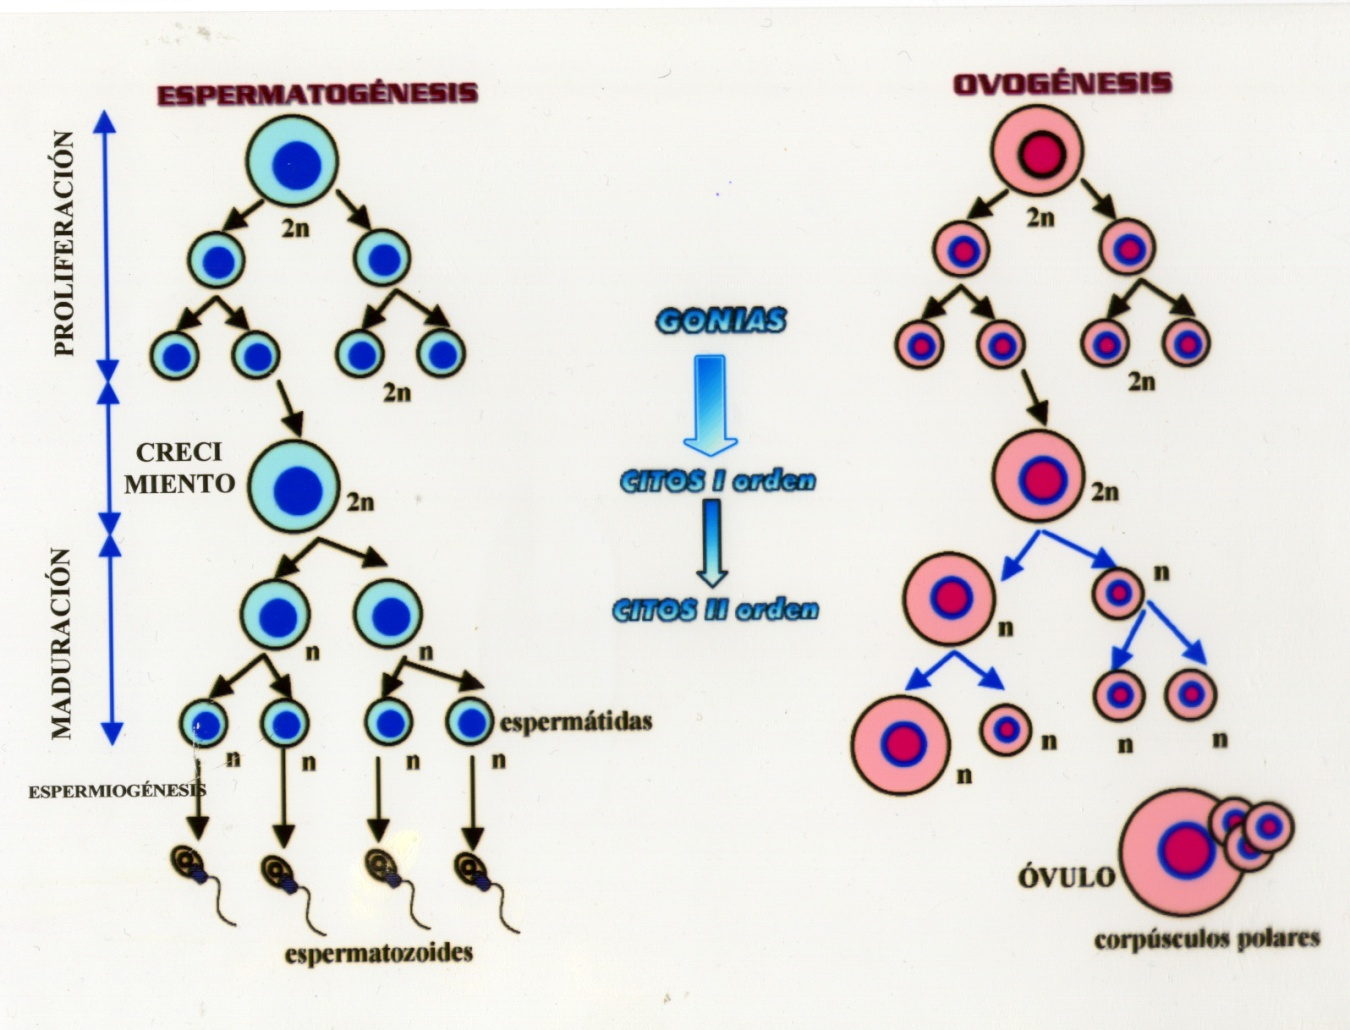 ESPERMATOGÉNESIS
OVOGÉNESIS
PROLIFERACIÓN
2n
2n
2n
2n
GONIAS
CRECI
MIENTO
2n
CITOS I orden
2n
MADURACIÓN
CITOS II orden
n
n
n
n
espermátidas
n
n
n
n
n
n
n
n
ESPERMIOGÉNESIS
espermatozoides
ÓVULO
corpúsculos polares